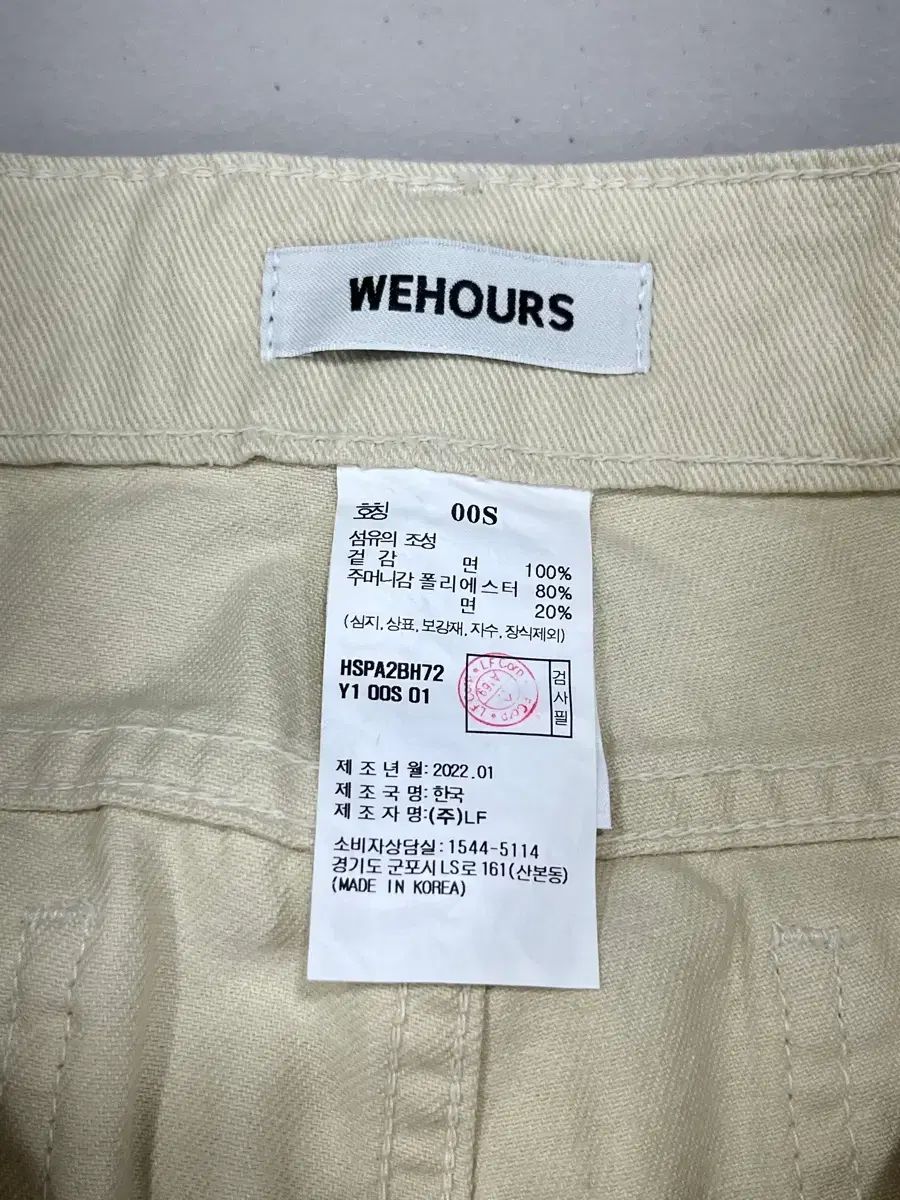 WEHOURS
호칭 00S
섬유의 조성
겉 감 면 100%
주머니감 폴리에스터 80%
면 20%
(심지, 상표, 보강재, 자수, 장식제외)
HSPA2BH72
Y1 00S 01
LF Corp
검사필
제 조 년 월: 2022.01
제 조 국 명: 한국
제 조 자 명: (주)LF
소비자상담실: 1544-5114
경기도 군포시 LS로 161(산본동)
(MADE IN KOREA)